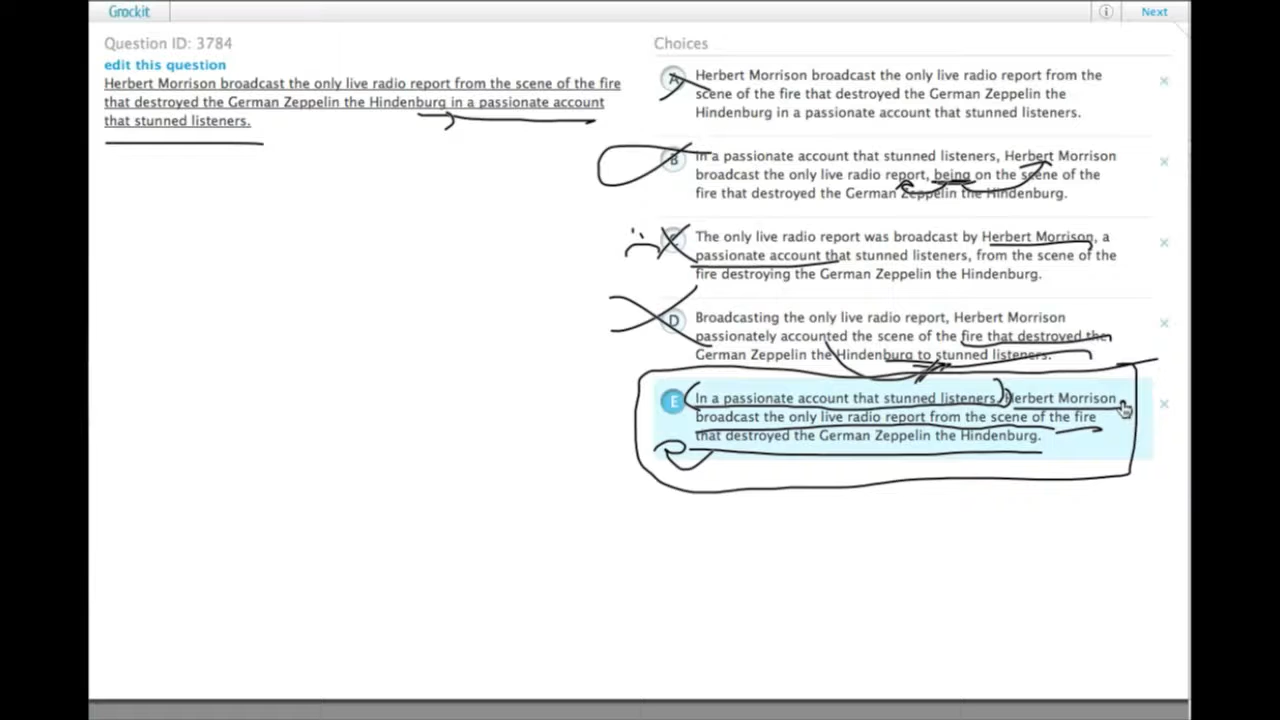 Grockit
Next
Question ID: 3784
edit this question
Herbert Morrison broadcast the only live radio report from the scene of the fire
that destroyed the German Zeppelin the Hindenburg in a passionate account
that stunned listeners.
Choices
A
Herbert Morrison broadcast the only live radio report from the
scene of the fire that destroyed the German Zeppelin the
Hindenburg in a passionate account that stunned listeners.
B
In a passionate account that stunned listeners, Herbert Morrison
broadcast the only live radio report, being on the scene of the
fire that destroyed the German Zeppelin the Hindenburg.
C
The only live radio report was broadcast by Herbert Morrison, a
passionate account that stunned listeners, from the scene of the
fire destroying the German Zeppelin the Hindenburg.
D
Broadcasting the only live radio report, Herbert Morrison
passionately accounted the scene of the fire that destroyed the
German Zeppelin the Hindenburg to stunned listeners.
E
In a passionate account that stunned listeners, Herbert Morrison
broadcast the only live radio report from the scene of the fire
that destroyed the German Zeppelin the Hindenburg.